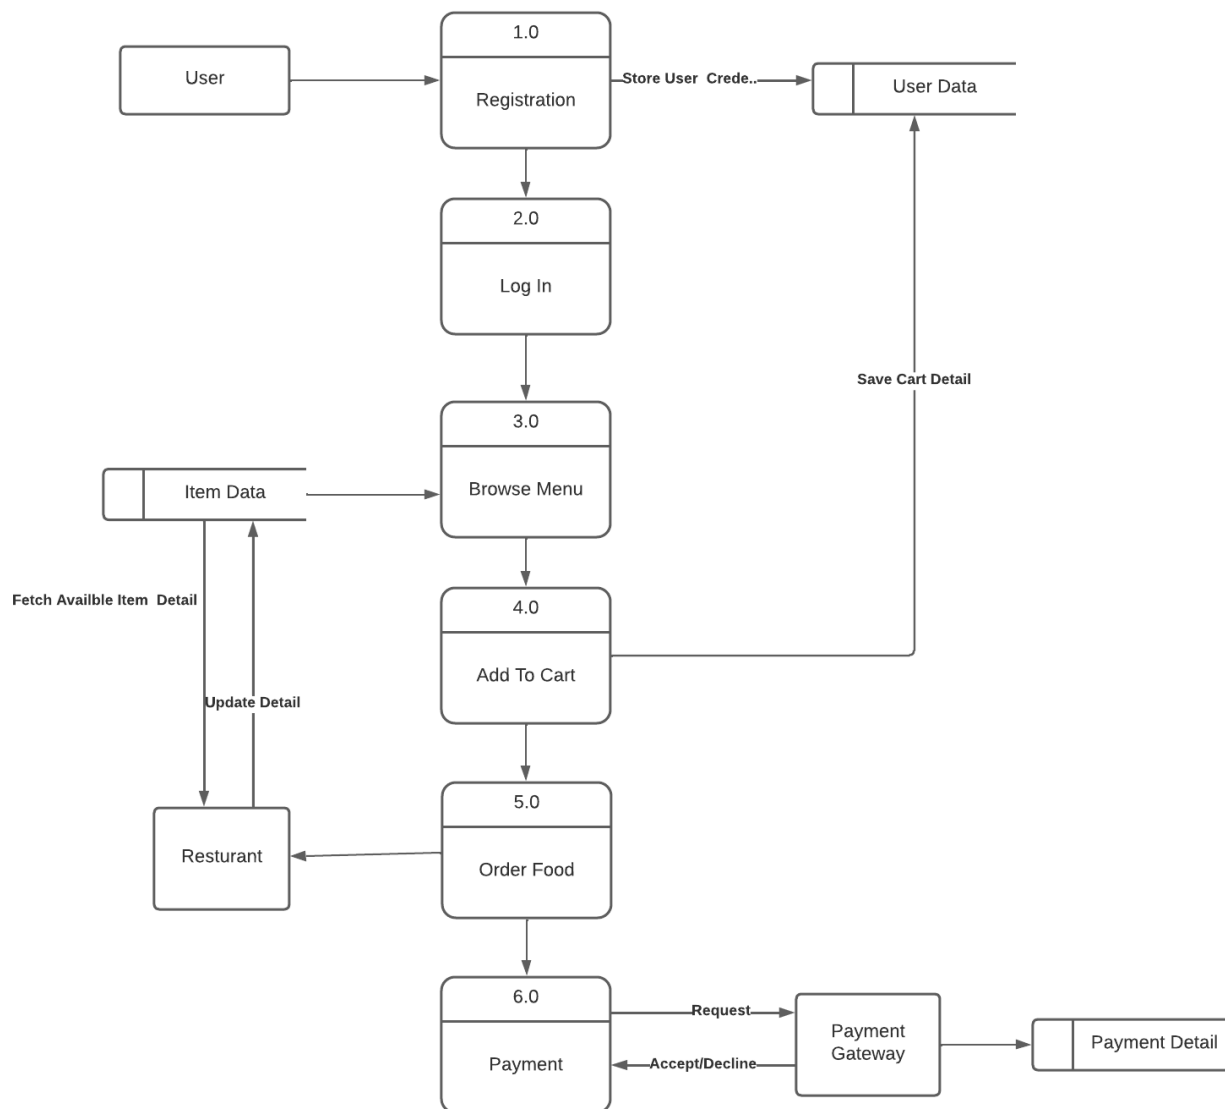 1.0
User
Registration
Store User Crede..
User Data
2.0
Log In
Save Cart Detail
3.0
Browse Menu
Item Data
Fetch Availble Item Detail
4.0
Add To Cart
Update Detail
5.0
Order Food
Resturant
6.0
Payment
Request
Accept/Decline
Payment
Gateway
Payment Detail